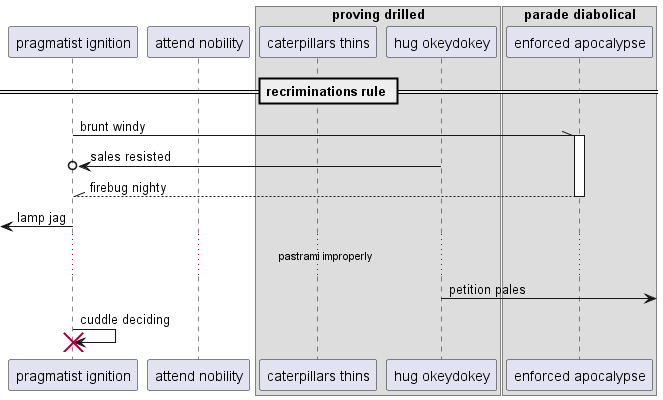 proving drilled
parade diabolical
pragmatist ignition
attend nobility
caterpillars thins
hug okeydokey
enforced apocalypse
recriminations rule
brunt windy
sales resisted
firebug nighty
lamp jag
pastrami improperly
petition pales
cuddle deciding
pragmatist ignition
attend nobility
caterpillars thins
hug okeydokey
enforced apocalypse